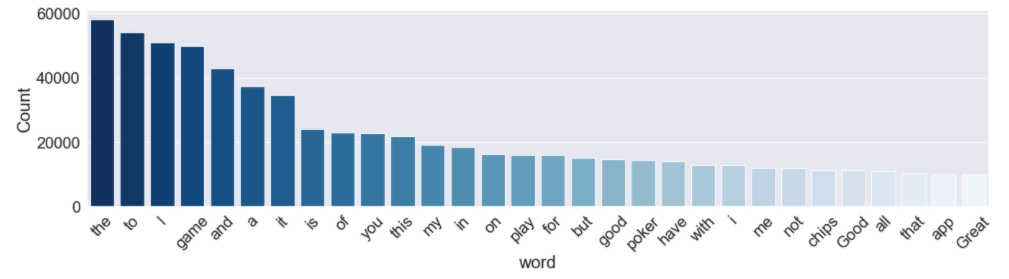 60000
40000
20000
0
Count
the to I game and a it is of you this my in on play for but good poker have with i me not chips Good all that app Great
word